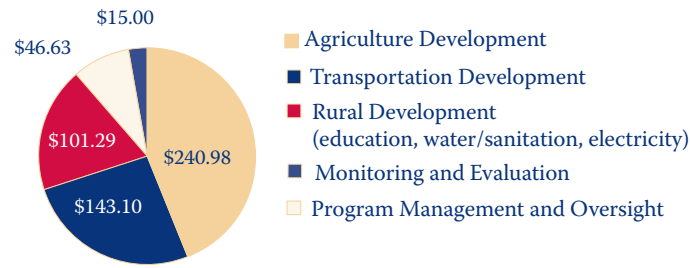 $15.00
$46.63
$101.29
$240.98
$143.10
Agriculture Development
Transportation Development
Rural Development
(education, water/sanitation, electricity)
Monitoring and Evaluation
Program Management and Oversight